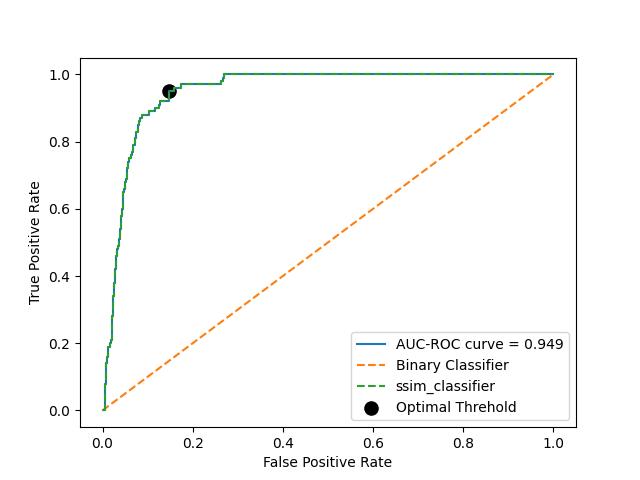 1.0
0.8
0.6
0.4
0.2
0.0
True Positive Rate
AUC-ROC curve = 0.949
Binary Classifier
ssim_classifier
Optimal Threhold
0.0 0.2 0.4 0.6 0.8 1.0
False Positive Rate